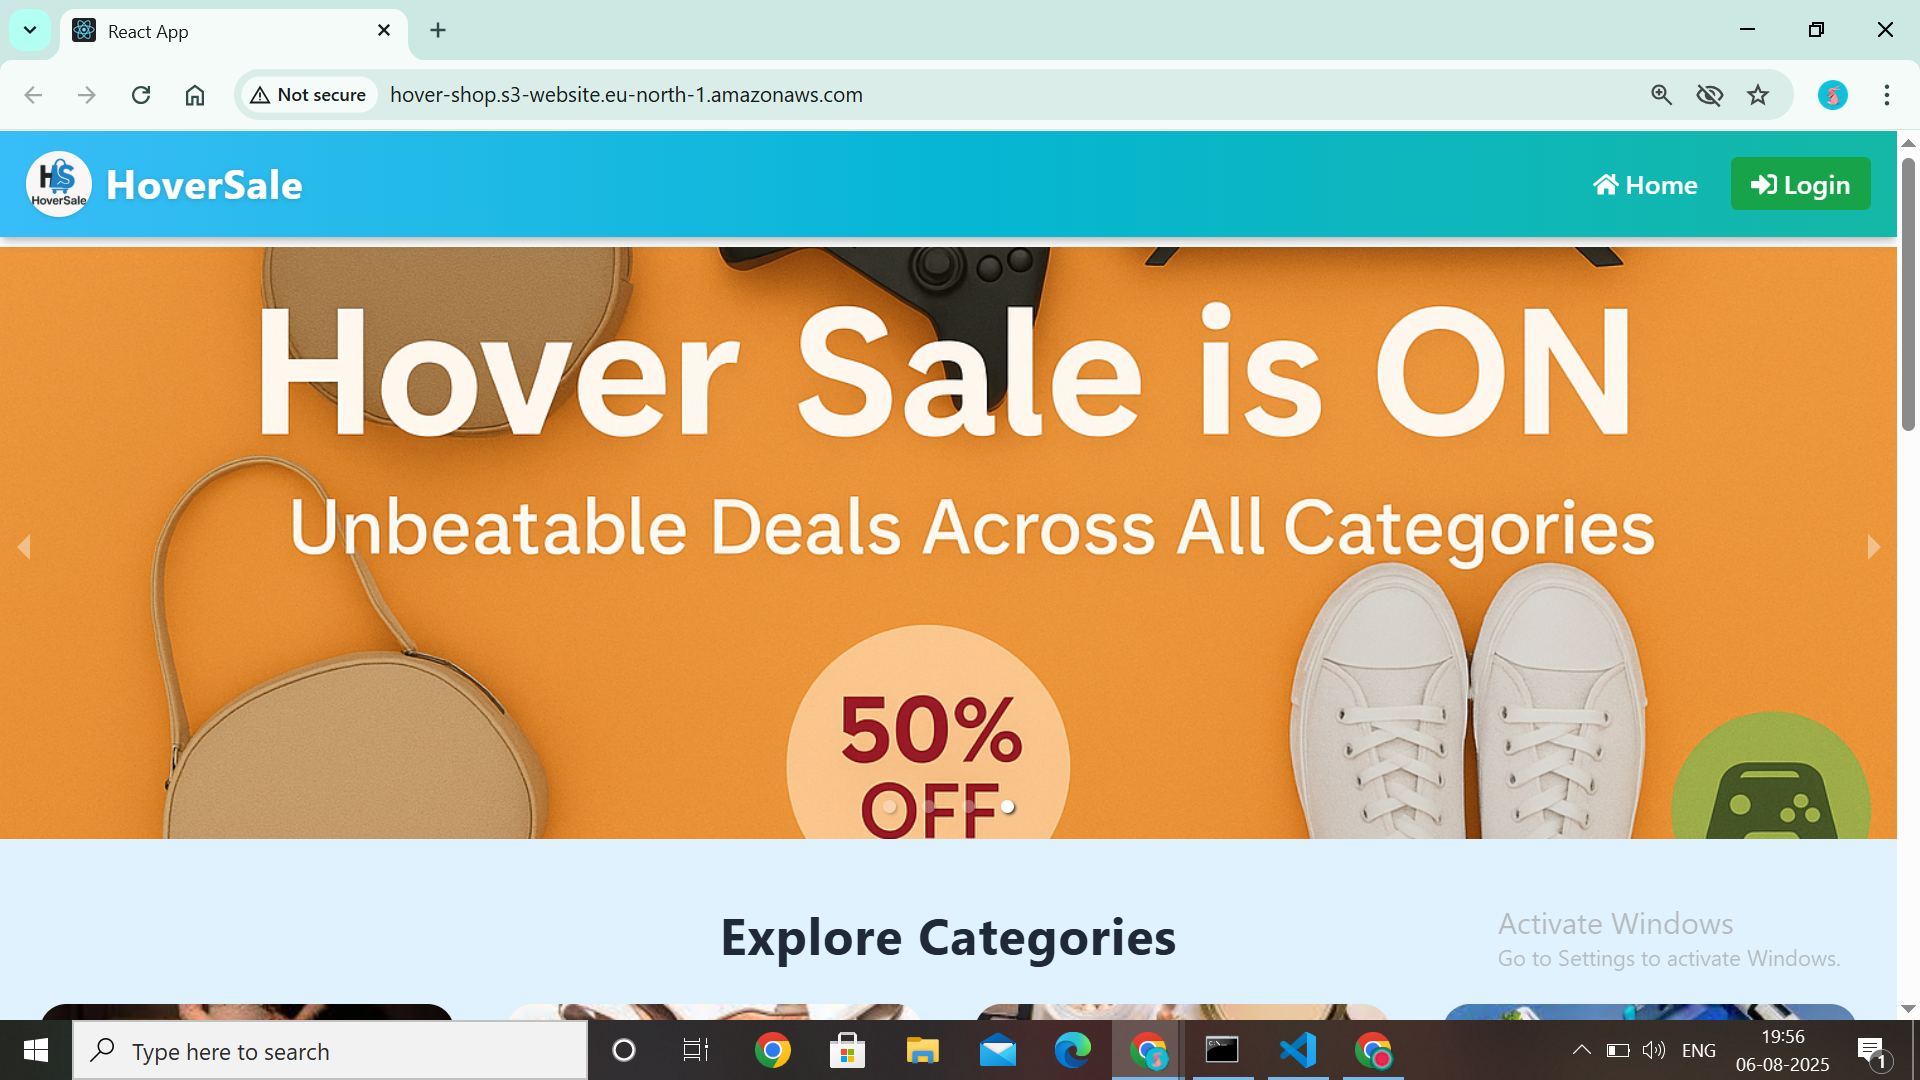 React App
Not secure
hover-shop.s3-website.eu-north-1.amazonaws.com
HS
HoverSale
HoverSale
Home
Login
Hover Sale is ON
Unbeatable Deals Across All Categories
50%
OFF
Explore Categories
Activate Windows
Go to Settings to activate Windows.
Type here to search
C:\_
ENG
19:56
06-08-2025
1